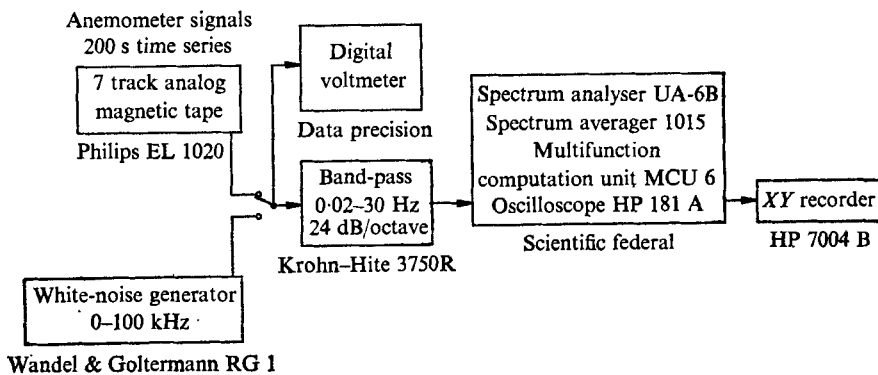 Anemometer signals
200 s time series
7 track analog
magnetic tape
Philips EL 1020
Digital
voltmeter
Data precision
Band-pass
0·02–30 Hz
24 dB/octave
Krohn–Hite 3750R
Spectrum analyser UA-6B
Spectrum averager 1015
Multifunction
computation unit MCU 6
Oscilloscope HP 181 A
Scientific federal
XY recorder
HP 7004 B
White-noise generator
0–100 kHz
Wandel & Goltermann RG 1